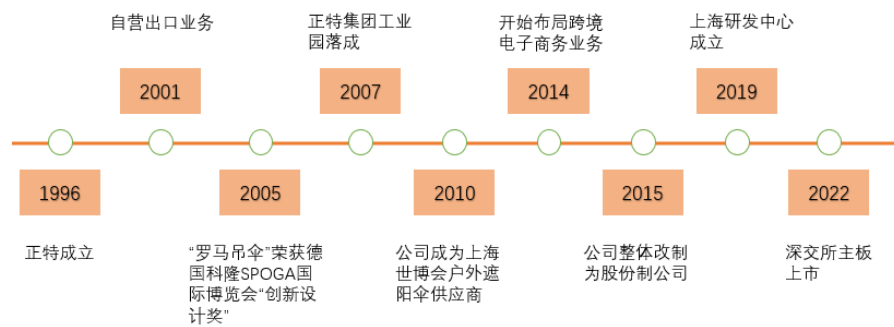 自营出口业务
正特集团工业
园落成
开始布局跨境
电子商务业务
上海研发中心
成立
2001
2007
2014
2019
1996
2005
2010
2015
2022
正特成立
“罗马吊伞”荣获德
国科隆SPOGA国
际博览会“创新设
计奖”
公司成为上海
世博会户外遮
阳伞供应商
公司整体改制
为股份制公司
深交所主板
上市